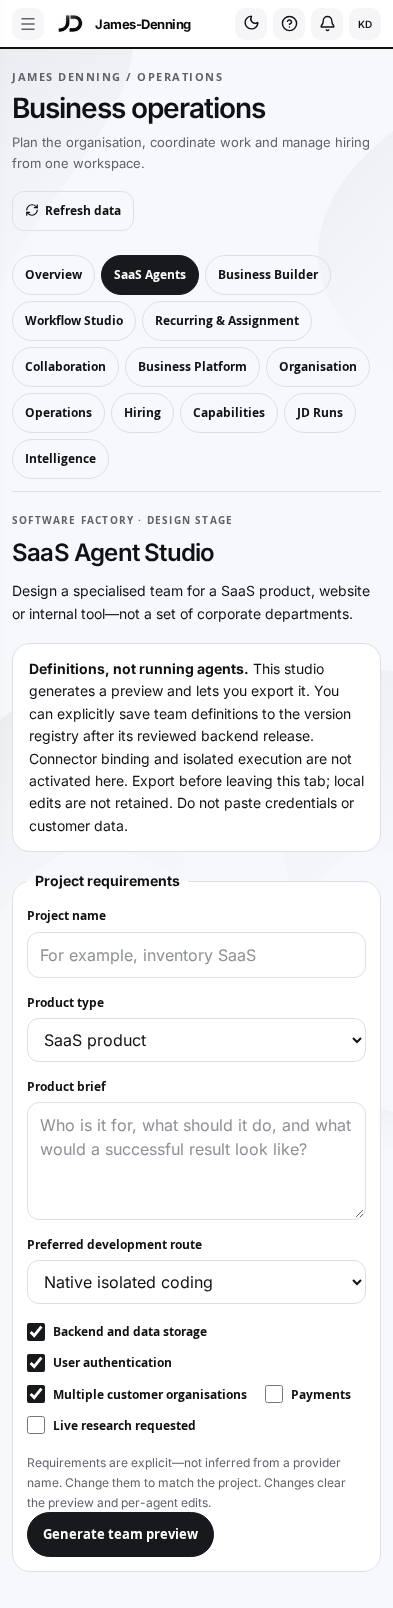 JD James-Denning KD
JAMES DENNING / OPERATIONS
Business operations
Plan the organisation, coordinate work and manage hiring
from one workspace.
Refresh data
Overview SaaS Agents Business Builder
Workflow Studio Recurring & Assignment
Collaboration Business Platform Organisation
Operations Hiring Capabilities JD Runs
Intelligence
SOFTWARE FACTORY · DESIGN STAGE
SaaS Agent Studio
Design a specialised team for a SaaS product, website
or internal tool—not a set of corporate departments.
Definitions, not running agents. This studio
generates a preview and lets you export it. You
can explicitly save team definitions to the version
registry after its reviewed backend release.
Connector binding and isolated execution are not
activated here. Export before leaving this tab; local
edits are not retained. Do not paste credentials or
customer data.
Project requirements
Project name
For example, inventory SaaS
Product type
SaaS product
Product brief
Who is it for, what should it do, and what
would a successful result look like?
Preferred development route
Native isolated coding
Backend and data storage
User authentication
Multiple customer organisations Payments
Live research requested
Requirements are explicit—not inferred from a provider
name. Change them to match the project. Changes clear
the preview and per-agent edits.
Generate team preview